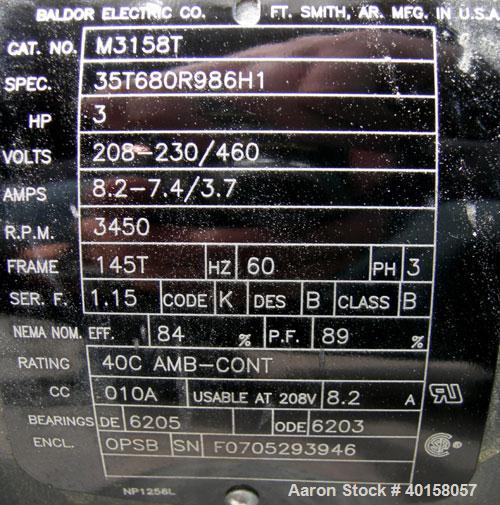 BALDOR ELECTRIC CO. FT. SMITH, AR. MFG. IN U.S.A
CAT. NO. M3158T
SPEC. 35T680R986H1
HP 3
VOLTS 208-230/460
AMPS 8.2-7.4/3.7
R.P.M. 3450
FRAME 145T HZ 60 PH 3
SER. F. 1.15 CODE K DES B CLASS B
NEMA NOM. EFF. 84 % P.F. 89 %
RATING 40C AMB-CONT
CC 010A USABLE AT 208V 8.2 A
BEARINGS DE 6205 ODE 6203
ENCL. OPSB SN F0705293946
NP1256L
Aaron Stock # 40158057